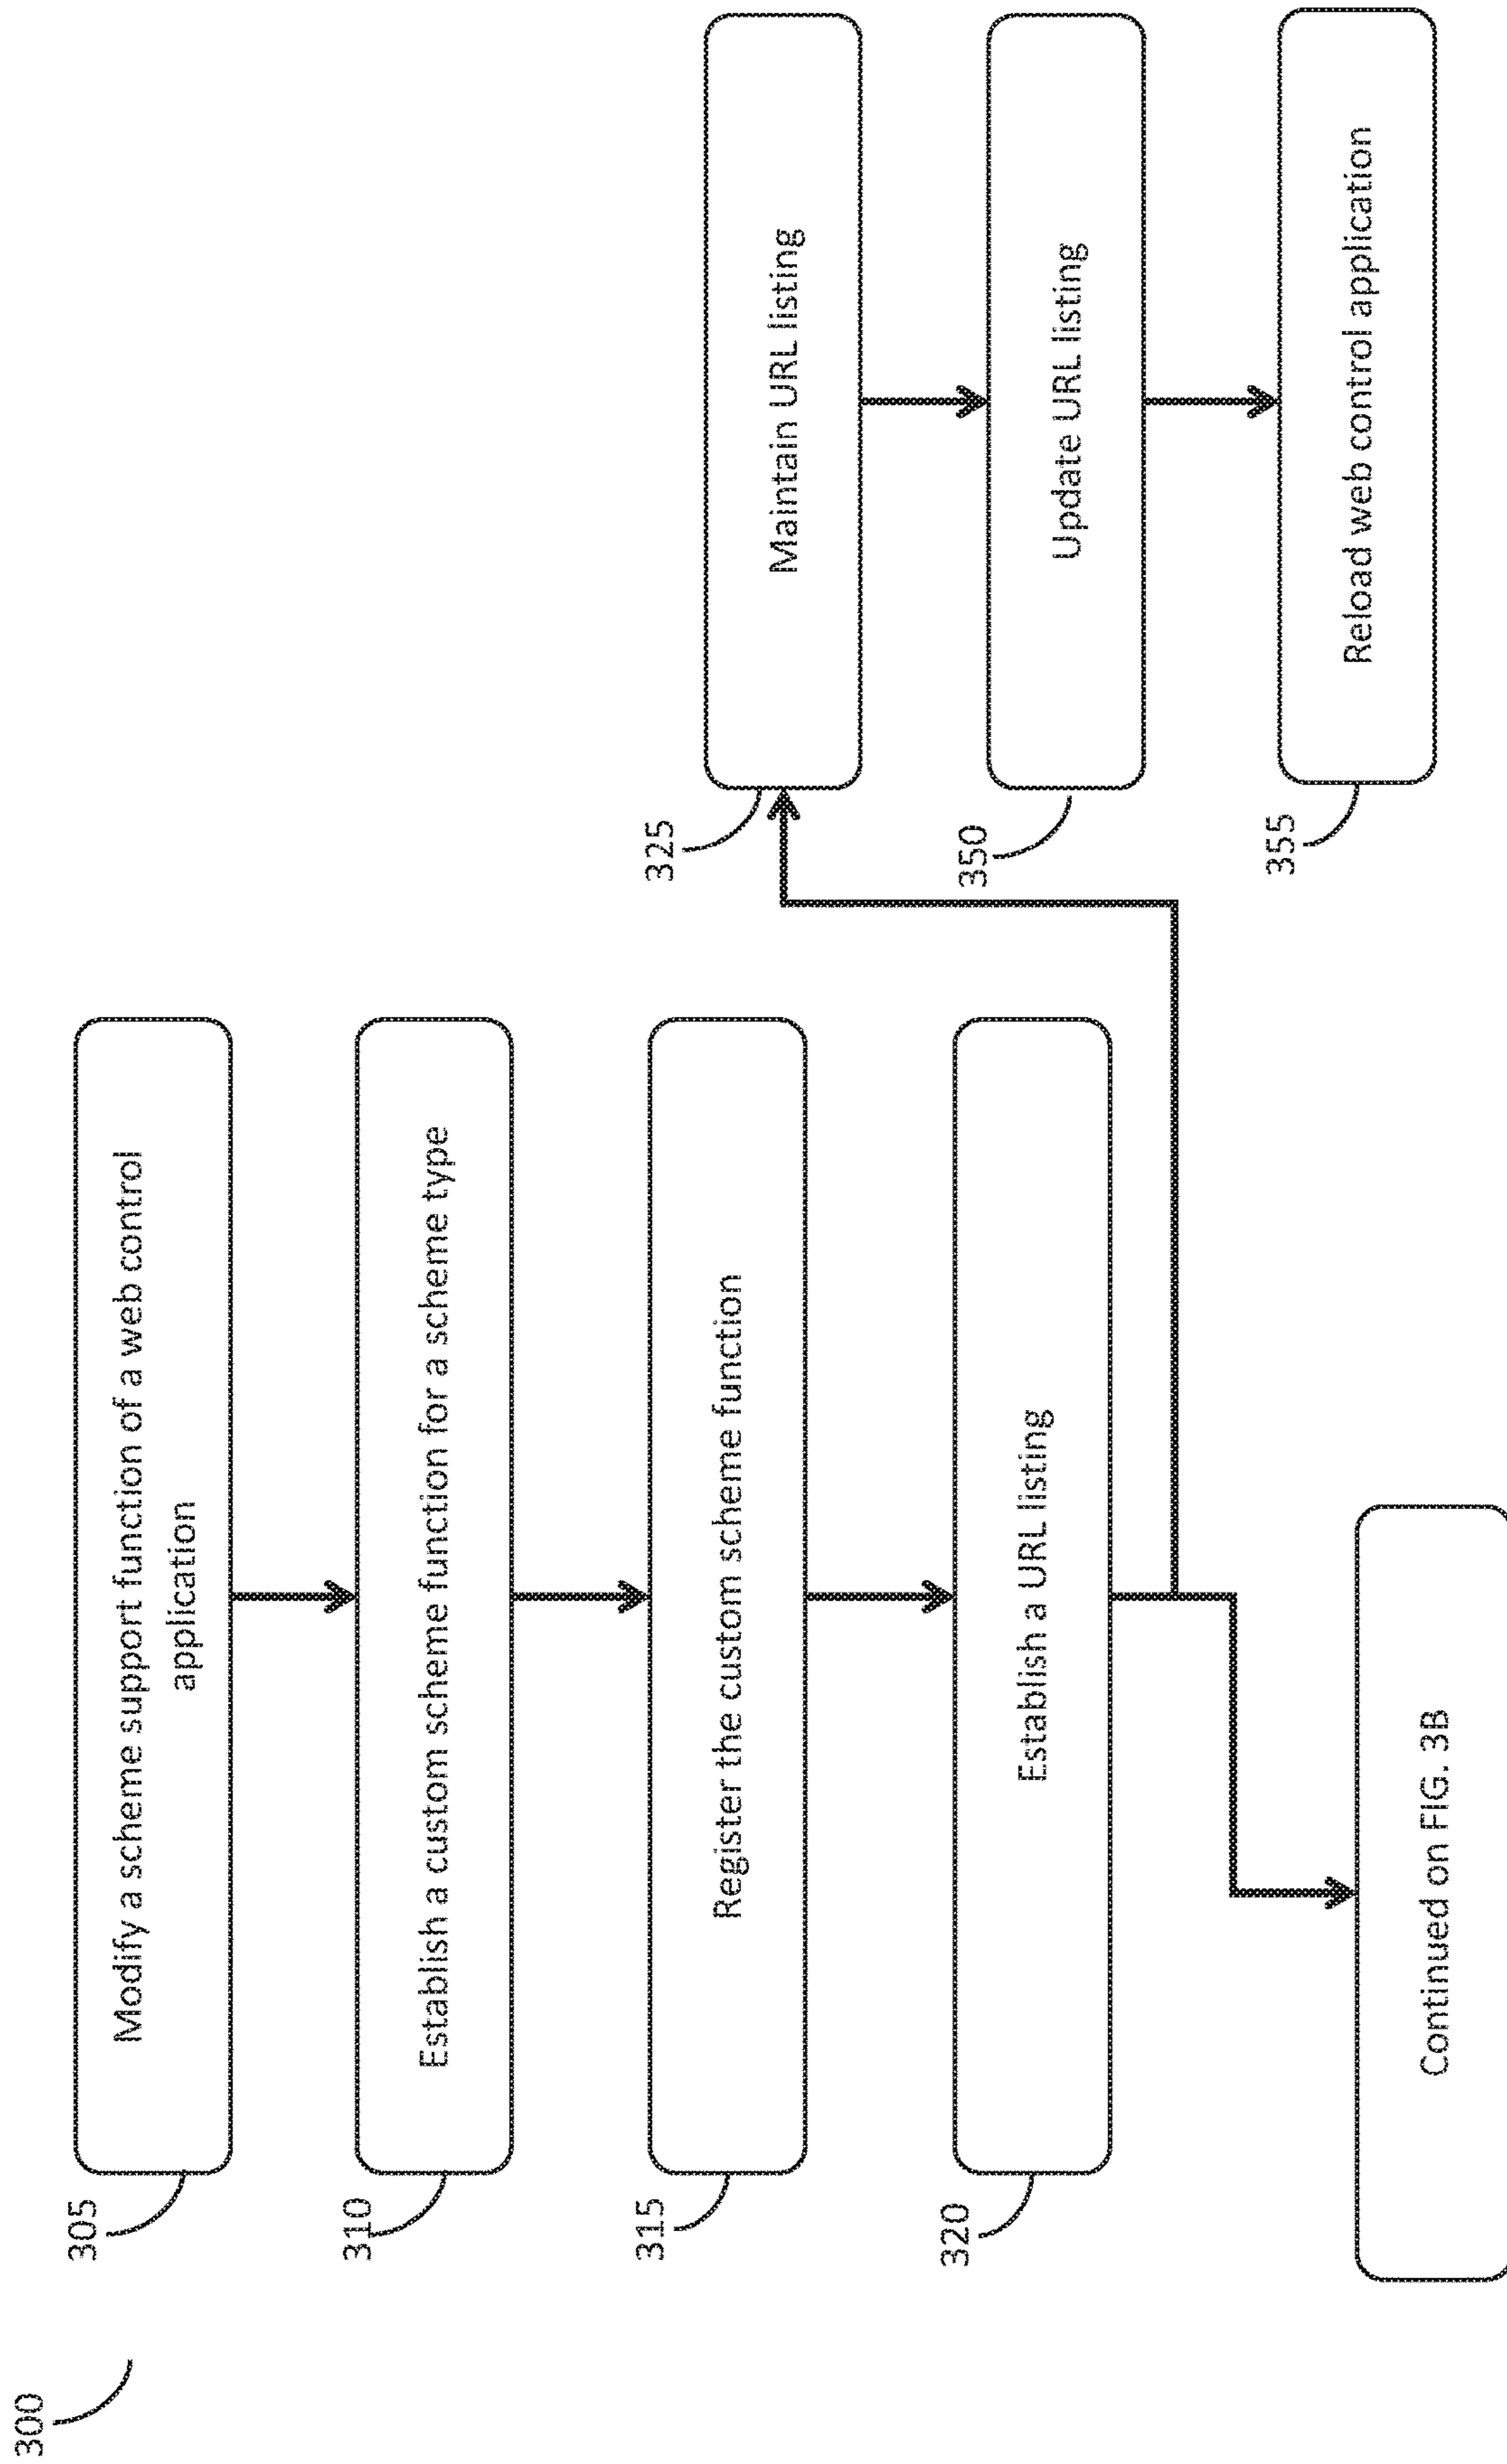 300
305
Modify a scheme support function of a web control
application
310
Establish a custom scheme function for a scheme type
315
Register the custom scheme function
320
Establish a URL listing
325
Maintain URL listing
350
Update URL listing
355
Reload web control application
Continued on FIG. 3B